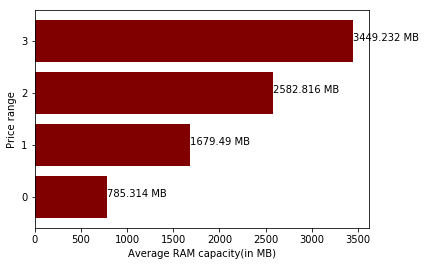 3
3449.232 MB
2
2582.816 MB
1
1679.49 MB
0
785.314 MB
Price range
0 500 1000 1500 2000 2500 3000 3500
Average RAM capacity(in MB)